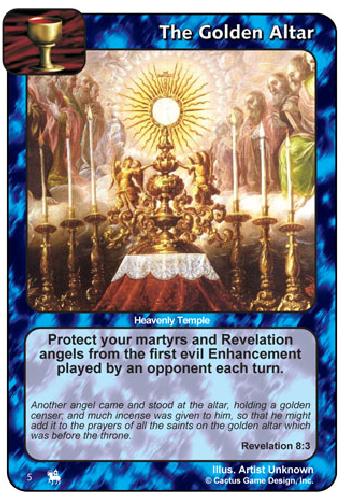 The Golden Altar
Heavenly Temple
Protect your martyrs and Revelation
angels from the first evil Enhancement
played by an opponent each turn.
Another angel came and stood at the altar, holding a golden
censer; and much incense was given to him, so that he might
add it to the prayers of all the saints on the golden altar which
was before the throne.
Revelation 8:3
5
Illus. Artist Unknown
© Cactus Game Design, Inc.